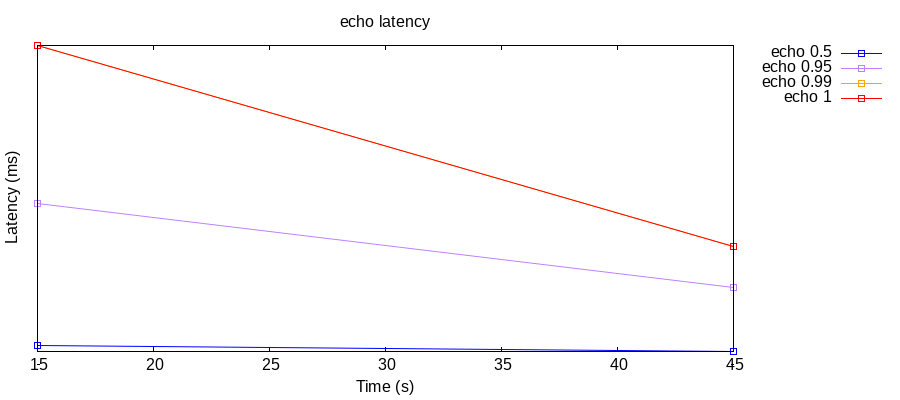 echo latency
echo 0.5
echo 0.95
echo 0.99
echo 1
Latency (ms)
15 20 25 30 35 40 45
Time (s)